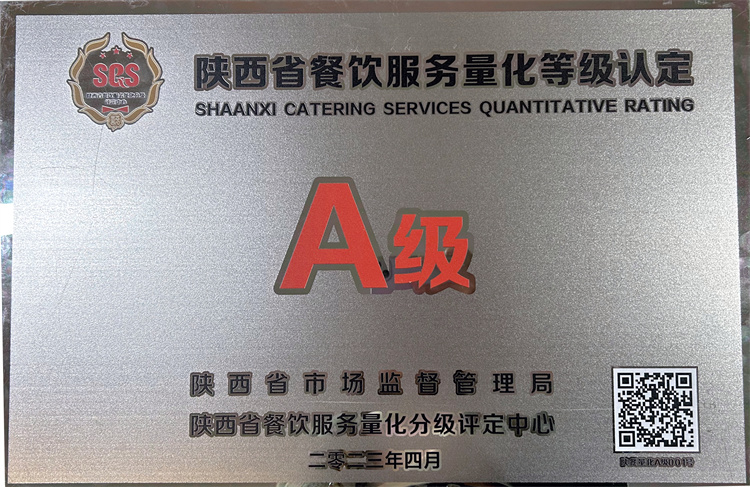 SQS
陕西省餐饮服务量化等级认定
SHAANXI CATERING SERVICES QUANTITATIVE RATING
A级
陕西省市场监督管理局
陕西省餐饮服务量化分级评定中心
二零二三年四月